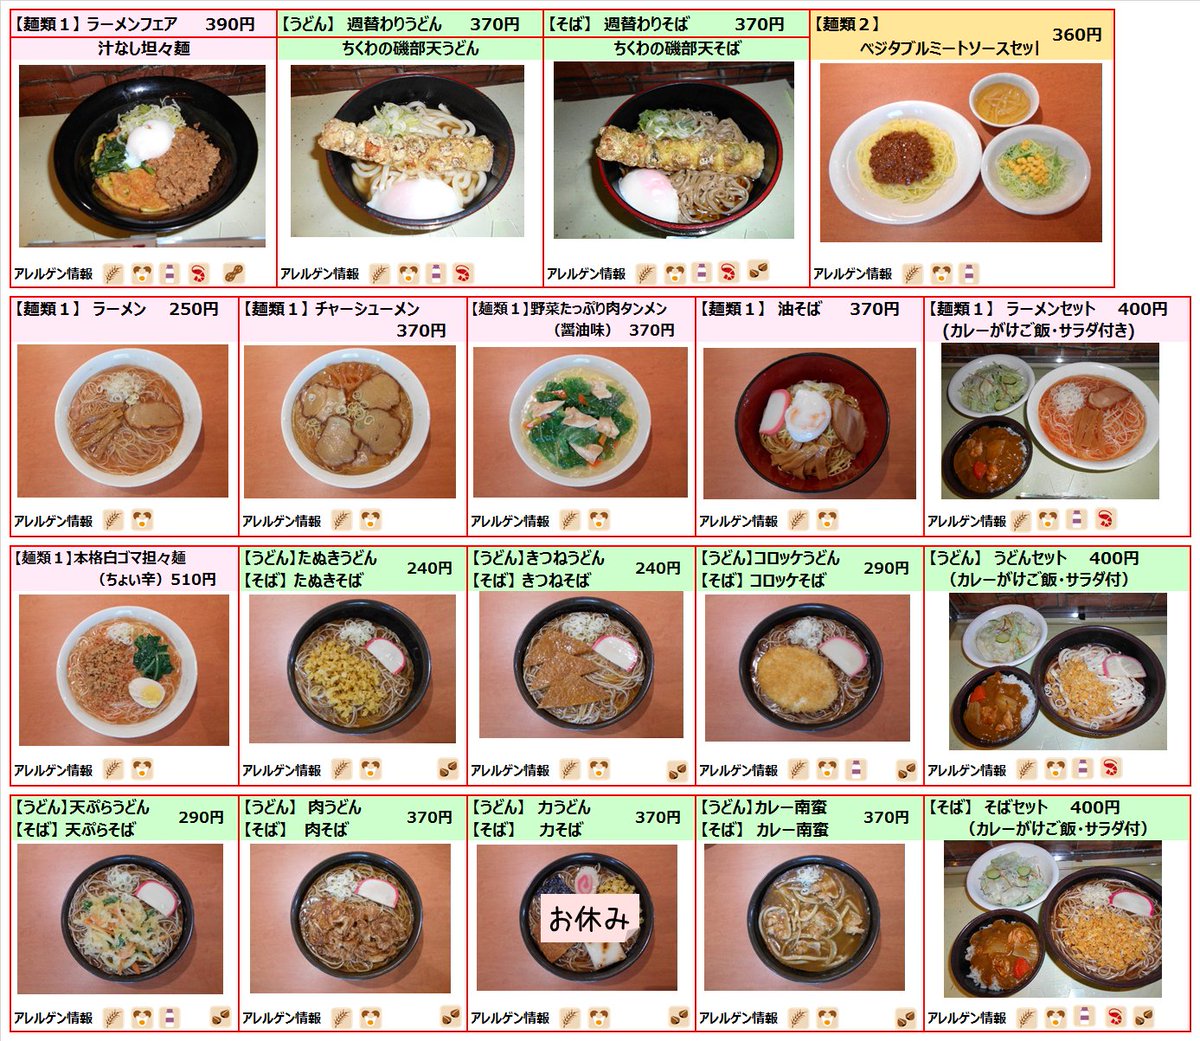 【麺類１】 ラーメンフェア 390円
汁なし坦々麺
アレルゲン情報
【うどん】 週替わりうどん 370円
ちくわの磯部天うどん
アレルゲン情報
【そば】 週替わりそば 370円
ちくわの磯部天そば
アレルゲン情報
【麺類２】
ベジタブルミートソースセッ
360円
アレルゲン情報
【麺類１】 ラーメン 250円
アレルゲン情報
【麺類１】 チャーシューメン
370円
アレルゲン情報
【麺類１】野菜たっぷり肉タンメン
（醤油味） 370円
アレルゲン情報
【麺類１】 油そば 370円
アレルゲン情報
【麺類１】 ラーメンセット 400円
(カレーがけご飯・サラダ付き)
アレルゲン情報
【麺類１】本格白ゴマ担々麺
（ちょい辛）510円
アレルゲン情報
【うどん】たぬきうどん
【そば】 たぬきそば
240円
アレルゲン情報
【うどん】きつねうどん
【そば】 きつねそば
240円
アレルゲン情報
【うどん】コロッケうどん
【そば】 コロッケそば
290円
アレルゲン情報
【うどん】 うどんセット 400円
（カレーがけご飯・サラダ付）
アレルゲン情報
【うどん】天ぷらうどん
【そば】 天ぷらそば
290円
アレルゲン情報
【うどん】 肉うどん
【そば】 肉そば
370円
アレルゲン情報
【うどん】 力うどん
【そば】 力そば
370円
お休み
アレルゲン情報
【うどん】カレー南蛮
【そば】 カレー南蛮
370円
アレルゲン情報
【そば】 そばセット 400円
（カレーがけご飯・サラダ付）
アレルゲン情報